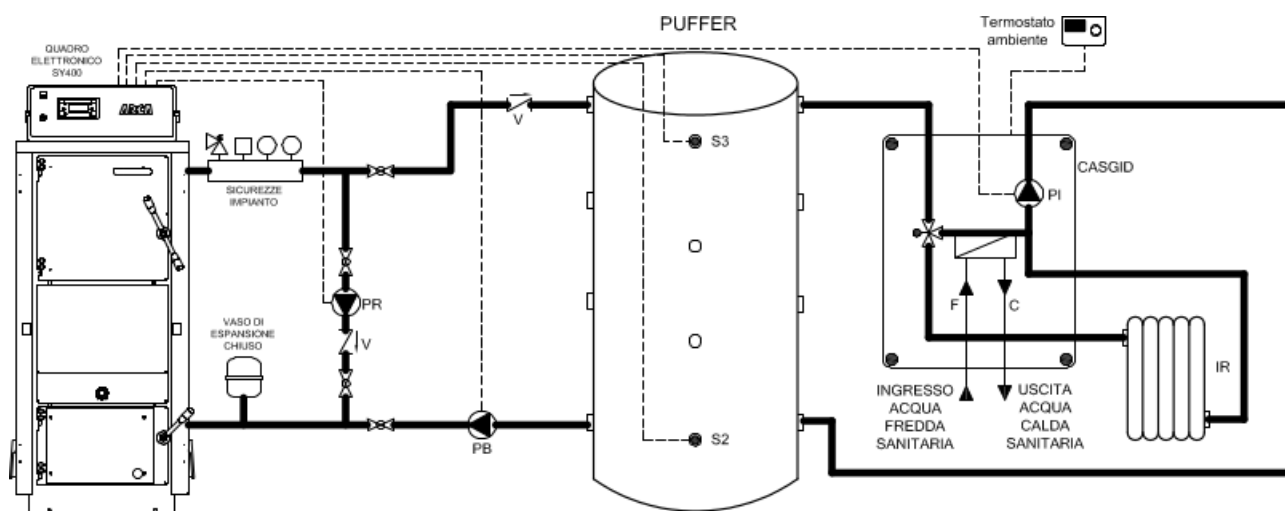 PUFFER
Termostato
ambiente
QUADRO
ELETTRONICO
SY400
ARCA
V
S3
CASGID
PI
SICUREZZE
IMPIANTO
PR
F
C
V
VASO DI
ESPANSIONE
CHIUSO
IR
INGRESSO
ACQUA
FREDDA
SANITARIA
USCITA
ACQUA
CALDA
SANITARIA
S2
PB